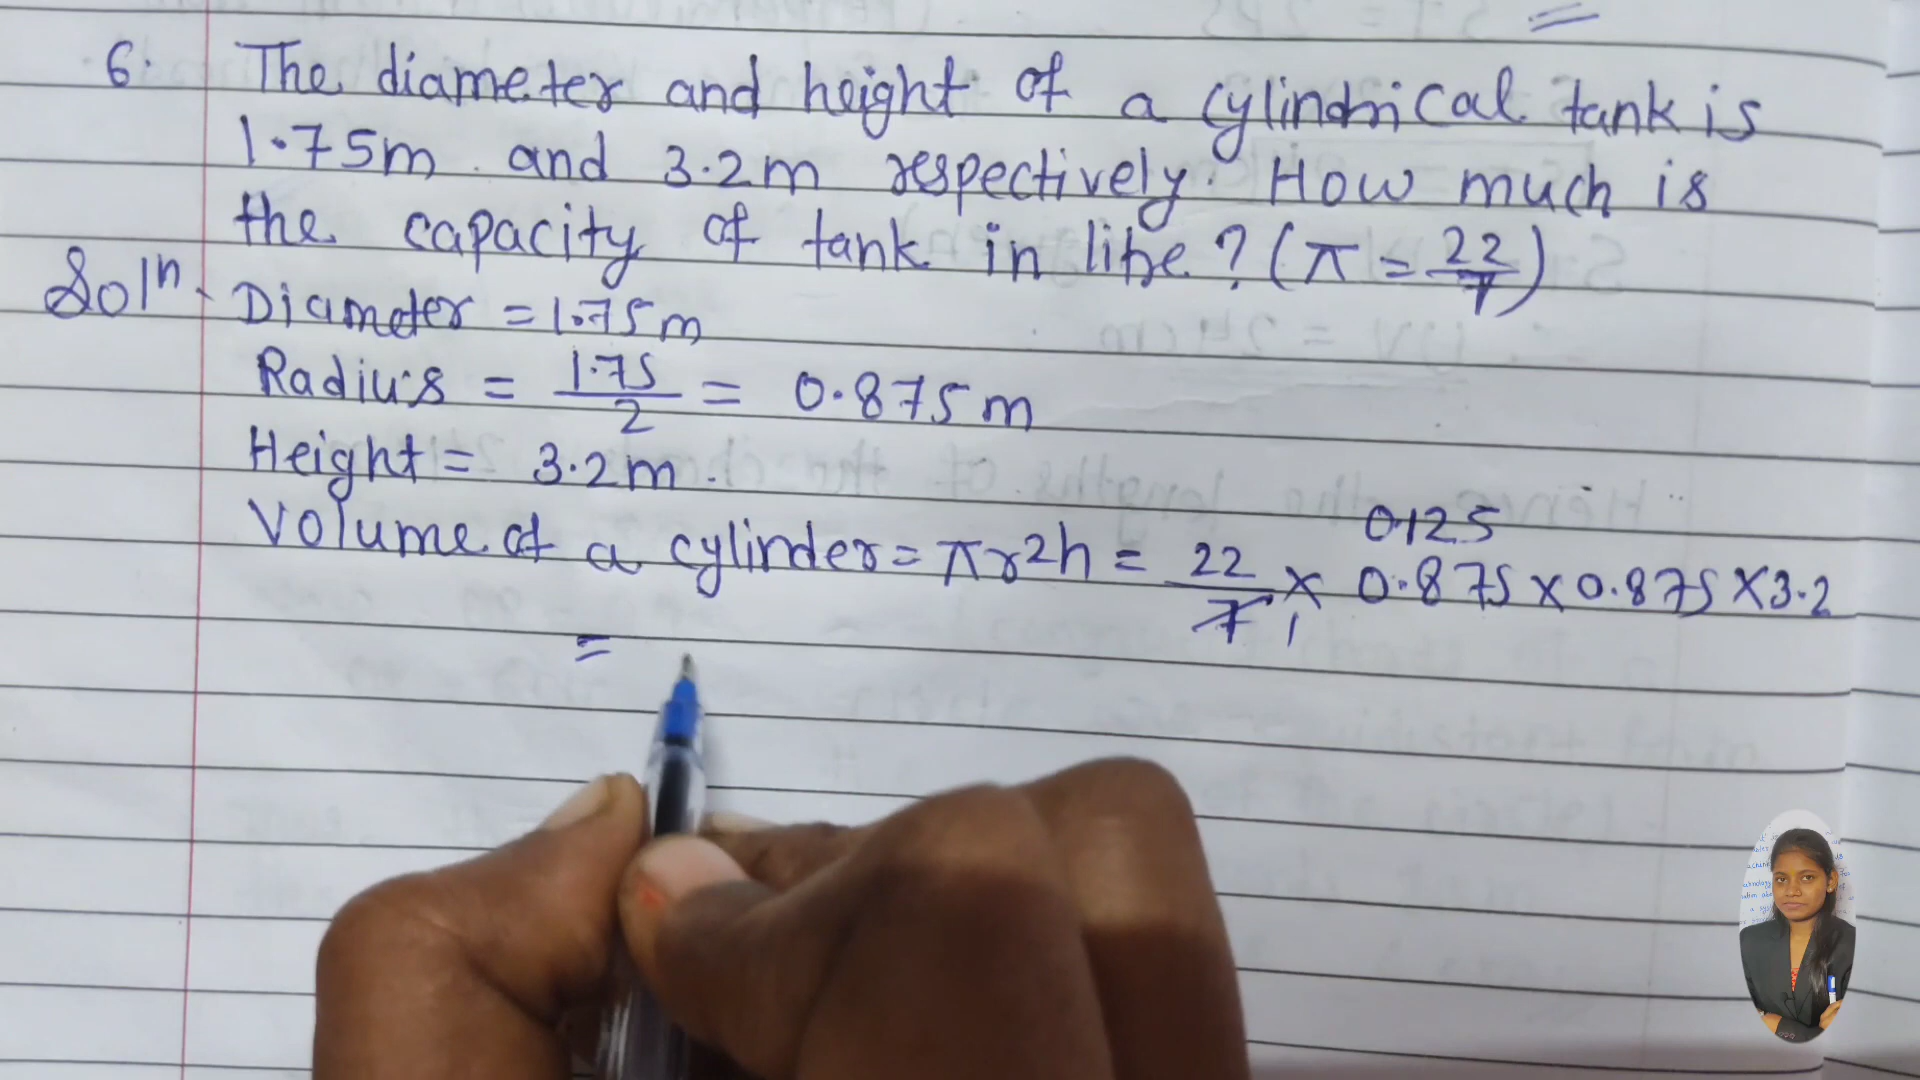 6. The diameter and height of a cylindrical tank is
1.75m and 3.2m respectively. How much is
the capacity of tank in litre? (π = 22/7)
Solⁿ. Diameter = 1.75m
Radius = 1.75/2 = 0.875m
Height = 3.2m.
0.125
Volume of a cylinder = πr²h = 22/7 × 0.875 × 0.875 × 3.2
1
=